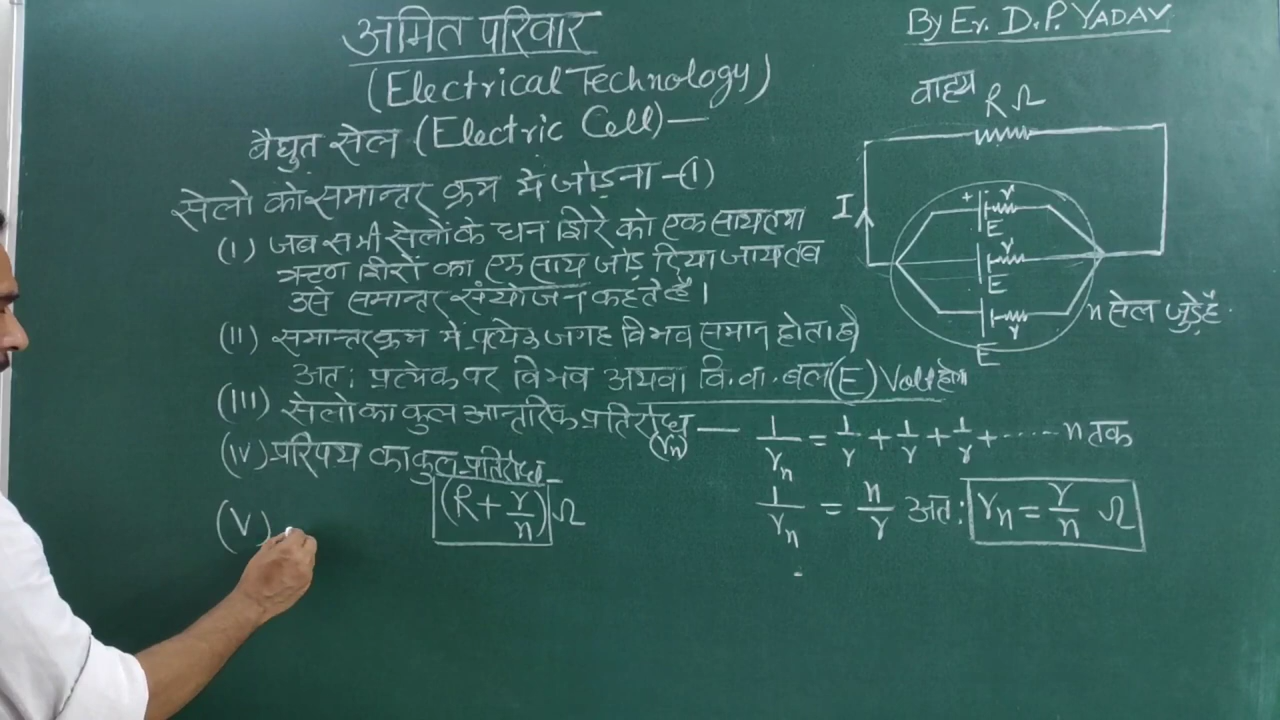 अमित परिवार
By Er. D.P. YADAV
(Electrical Technology)
वैद्युत सेल (Electric Cell)—
सेलो को समान्तर क्रम में जोड़ना -(1)
(I) जब सभी सेलों के धन शिरे को एक साथ तथा
ऋण शिरों को एक साथ जोड़ दिया जाय तब
उसे समान्तर संयोजन कहते हैं।
(II) समान्तर क्रम में प्रत्येक जगह विभव समान होता है
अतः प्रत्येक पर विभव अथवा वि.वा.बल (E) Volt होगा
(III) सेलो का कुल आन्तरिक प्रतिरोध —
(rn)
1/rn = 1/r + 1/r + 1/r + ...... n तक
(IV) परिपथ का कुल प्रतिरोध
(R + r/n) Ω
1/rn = n/r अतः rn = r/n Ω
(V)
वाह्य
R Ω
I
+ r
E
r
E
r
E
n सेल जुड़े हैं.